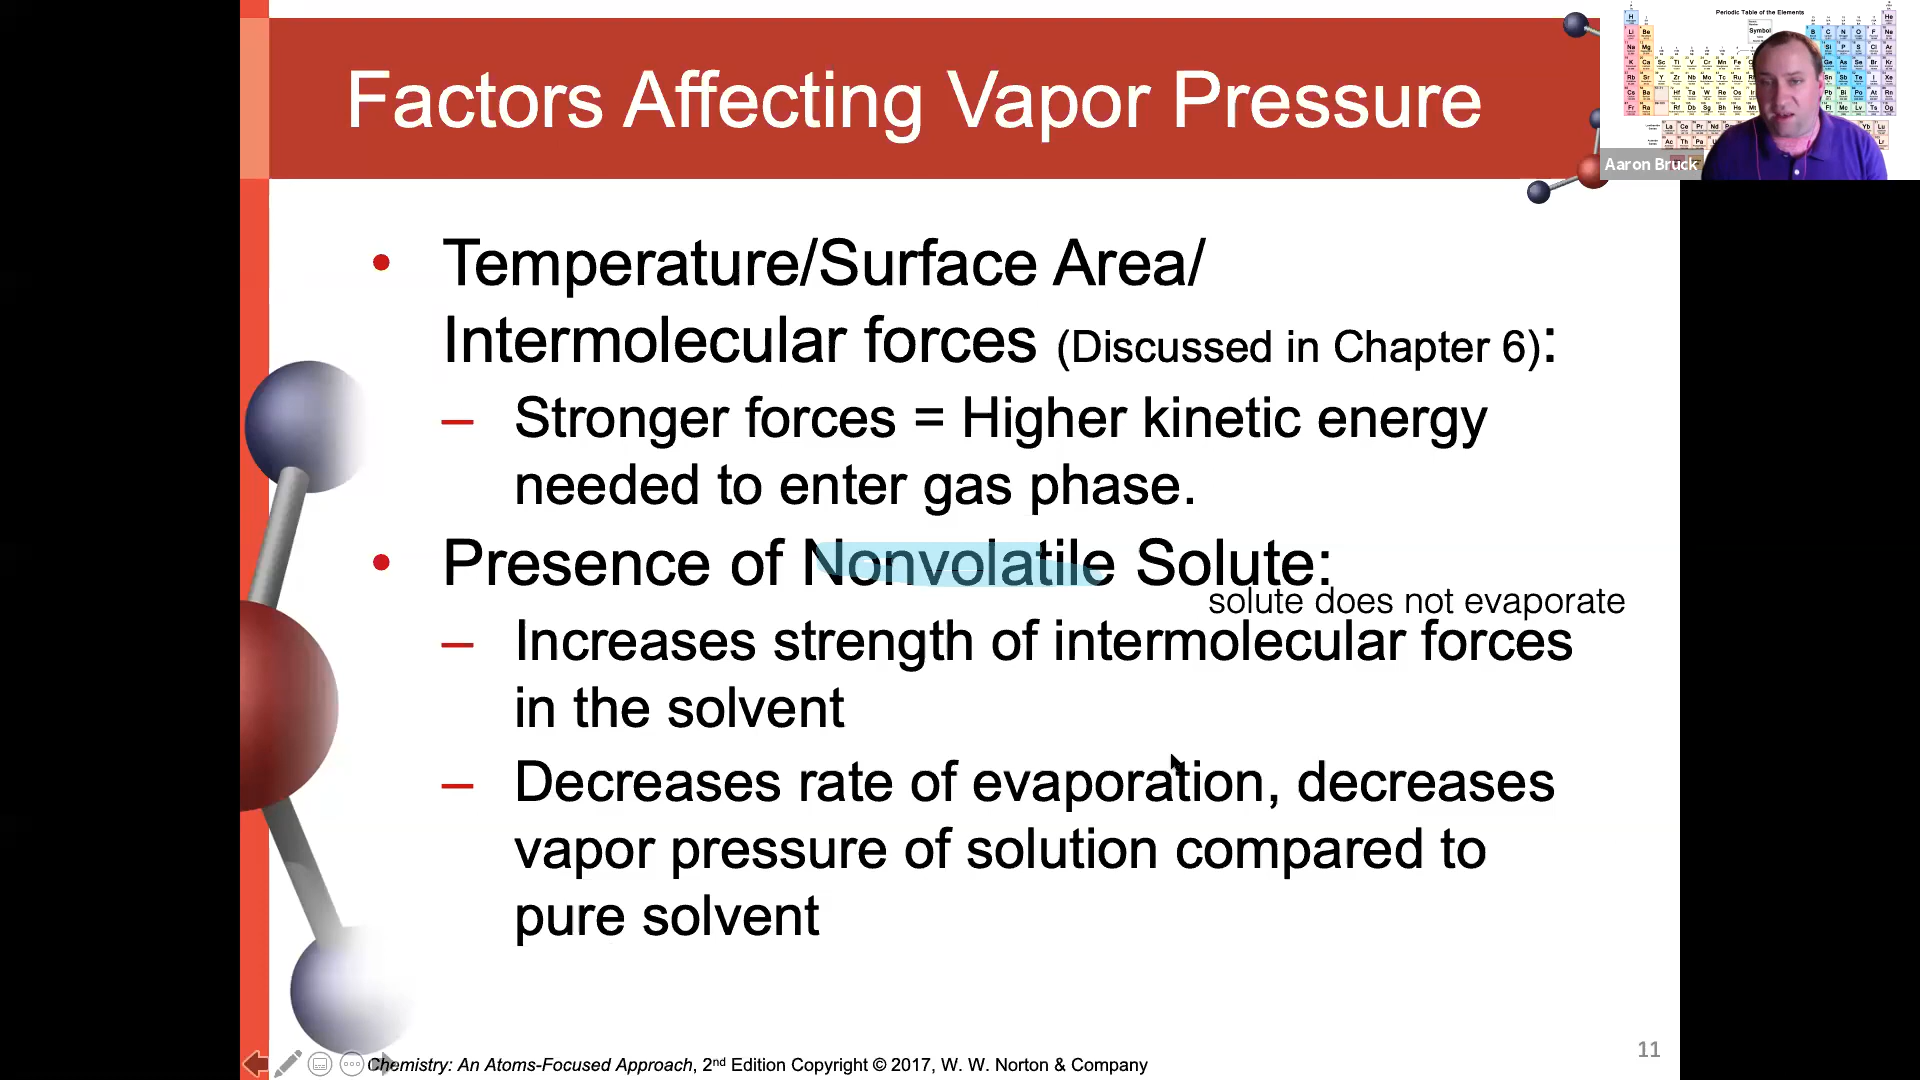 Factors Affecting Vapor Pressure
Periodic Table of the Elements
Aaron Bruck
• Temperature/Surface Area/
Intermolecular forces (Discussed in Chapter 6):
– Stronger forces = Higher kinetic energy
needed to enter gas phase.
• Presence of Nonvolatile Solute:
solute does not evaporate
– Increases strength of intermolecular forces
in the solvent
– Decreases rate of evaporation, decreases
vapor pressure of solution compared to
pure solvent
11
Chemistry: An Atoms-Focused Approach, 2nd Edition Copyright © 2017, W. W. Norton & Company